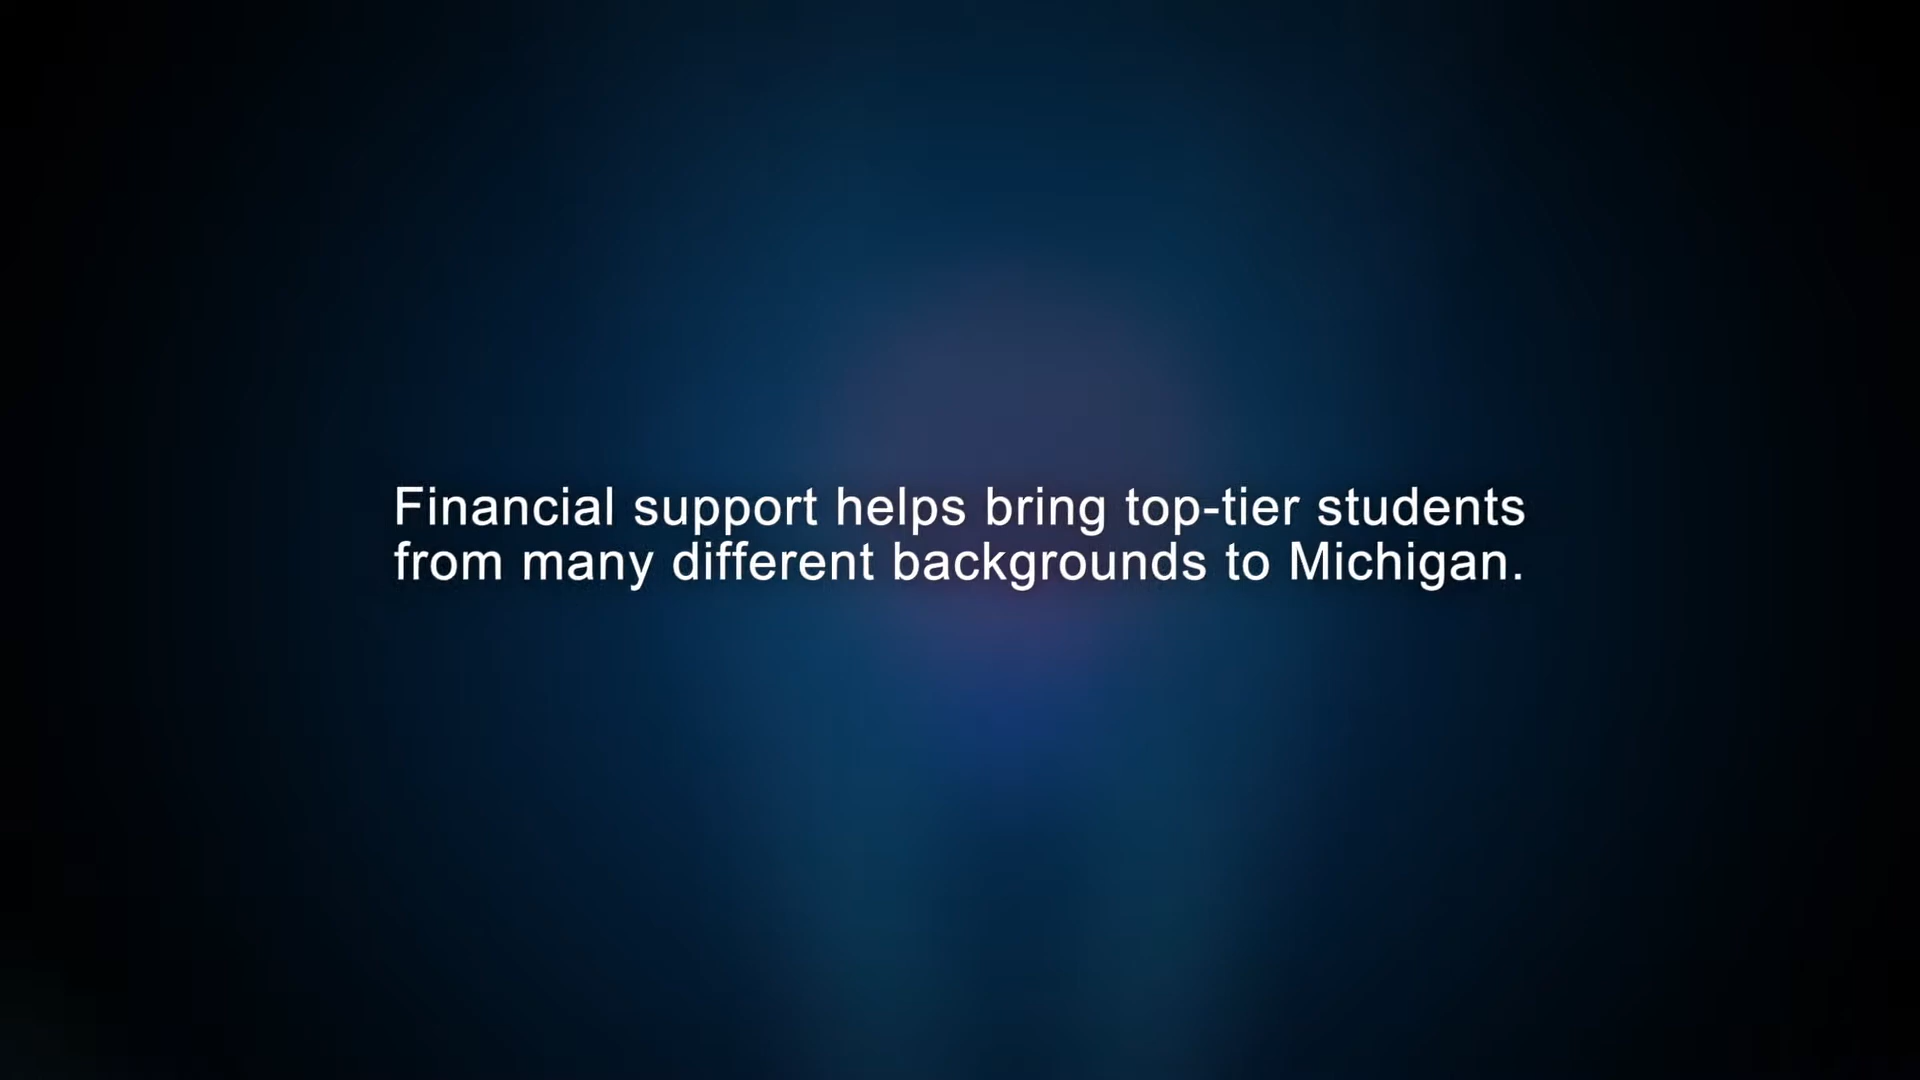 Financial support helps bring top-tier students
from many different backgrounds to Michigan.